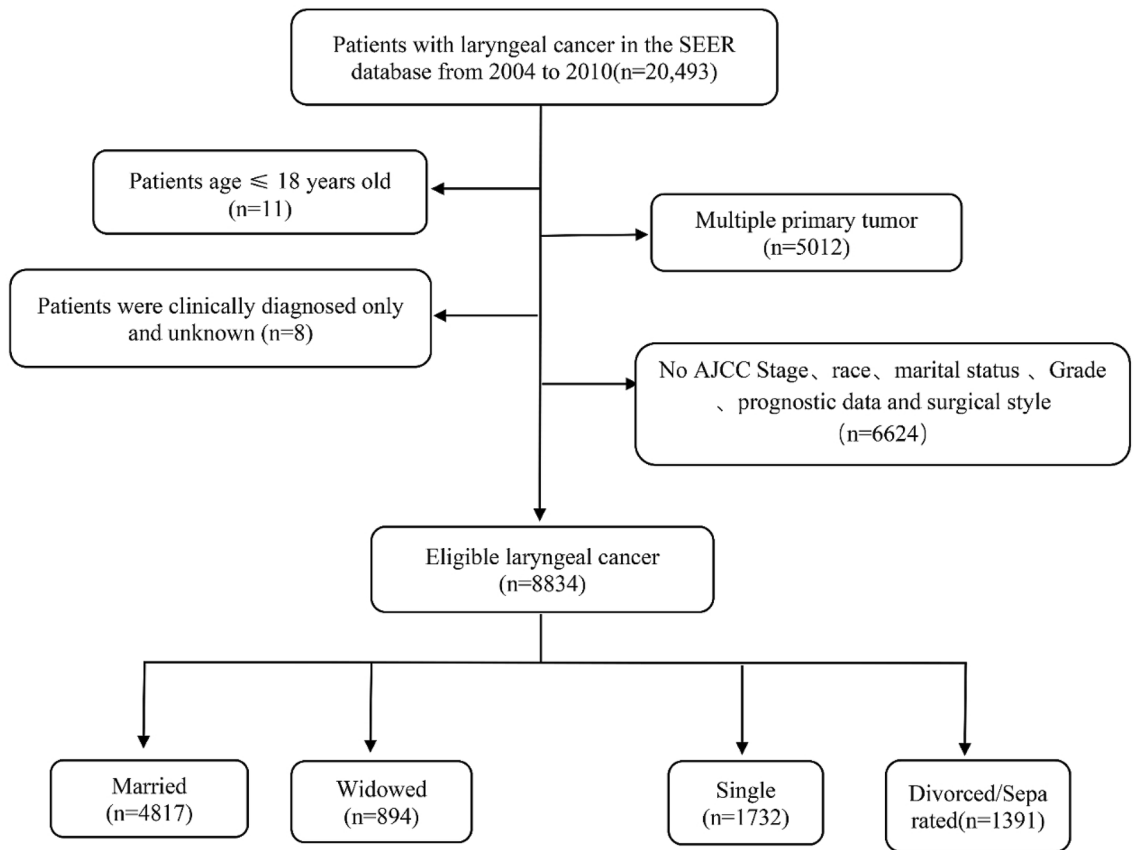 Patients with laryngeal cancer in the SEER
database from 2004 to 2010(n=20,493)
Patients age ⩽ 18 years old
(n=11)
Multiple primary tumor
(n=5012)
Patients were clinically diagnosed only
and unknown (n=8)
No AJCC Stage、race、marital status 、Grade
、prognostic data and surgical style
（n=6624）
Eligible laryngeal cancer
(n=8834)
Married
(n=4817)
Widowed
(n=894)
Single
(n=1732)
Divorced/Sepa
rated(n=1391)